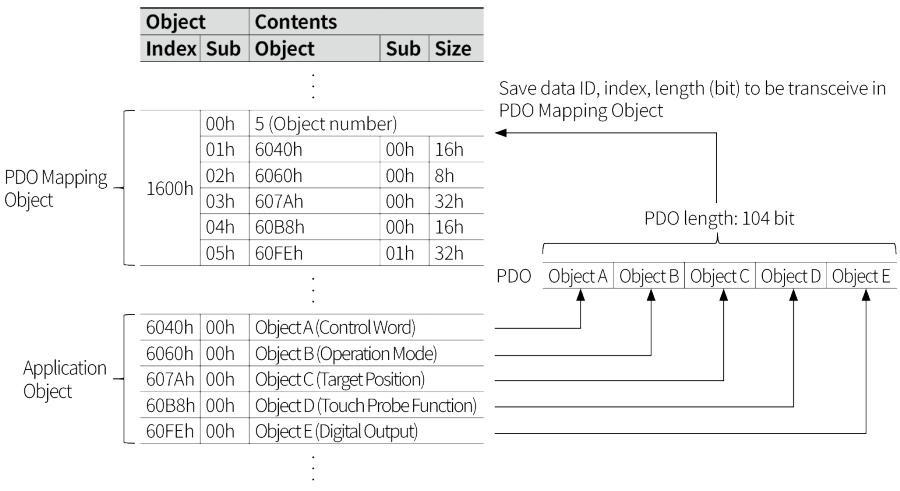 Object Contents
Index Sub Object Sub Size
Save data ID, index, length (bit) to be transceive in
PDO Mapping Object
PDO Mapping
Object
1600h
00h 5 (Object number)
01h 6040h 00h 16h
02h 6060h 00h 8h
03h 607Ah 00h 32h
04h 60B8h 00h 16h
05h 60FEh 01h 32h
PDO length: 104 bit
PDO Object A Object B Object C Object D Object E
Application
Object
6040h 00h Object A (Control Word)
6060h 00h Object B (Operation Mode)
607Ah 00h Object C (Target Position)
60B8h 00h Object D (Touch Probe Function)
60FEh 00h Object E (Digital Output)